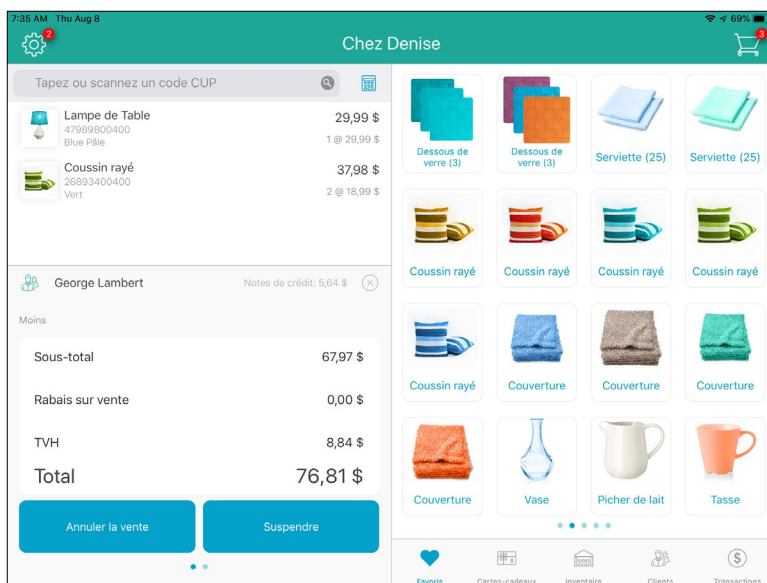 7:35 AM Thu Aug 8
69%
2
Chez Denise
3
Tapez ou scannez un code CUP
Lampe de Table
29,99 $
47989800400
1 @ 29,99 $
Blue Pâle
Coussin rayé
37,98 $
26893400400
2 @ 18,99 $
Vert
George Lambert
Notes de crédit: 5,64 $
Moins
Sous-total
67,97 $
Rabais sur vente
0,00 $
TVH
8,84 $
Total
76,81 $
Annuler la vente
Suspendre
Dessous de
verre (3)
Dessous de
verre (3)
Serviette (25)
Serviette (25)
Coussin rayé
Coussin rayé
Coussin rayé
Coussin rayé
Coussin rayé
Couverture
Couverture
Couverture
Couverture
Vase
Picher de lait
Tasse
Favoris
Cartes-cadeaux
Inventaire
Clients
$
Transactions